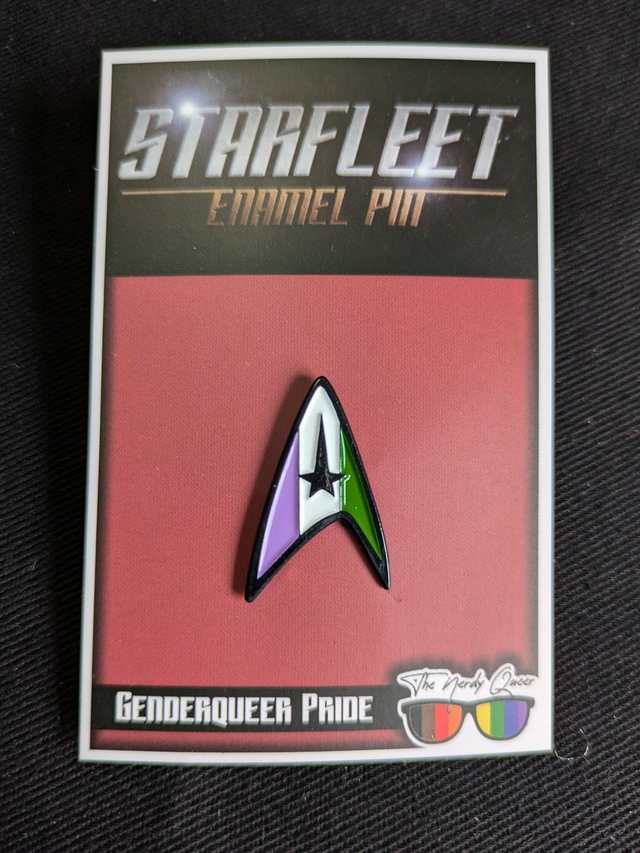 STARFLEET
ENAMEL PIN
The Nerdy Queer
GENDERQUEER PRIDE